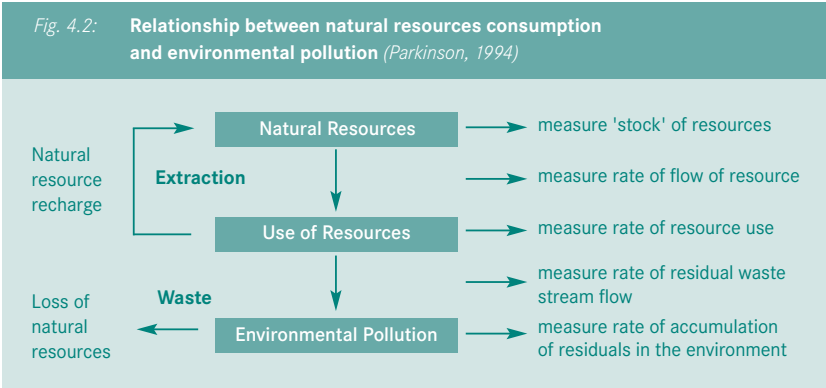 Fig. 4.2: Relationship between natural resources consumption
and environmental pollution (Parkinson, 1994)
Natural Resources
measure 'stock' of resources
Natural
resource
recharge
Extraction
measure rate of flow of resource
Use of Resources
measure rate of resource use
Waste
measure rate of residual waste
stream flow
Loss of
natural
resources
Environmental Pollution
measure rate of accumulation
of residuals in the environment